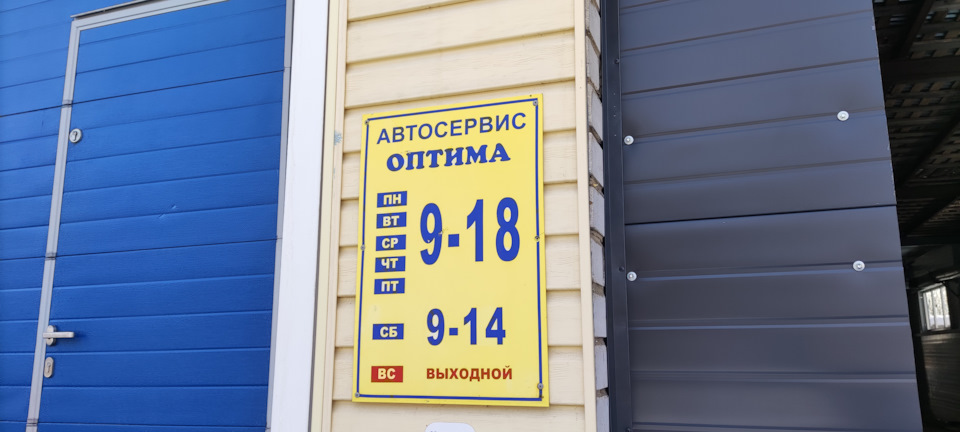 АВТОСЕРВИС
ОПТИМА
ПН
ВТ
СР
ЧТ
ПТ
9-18
СБ 9-14
ВС ВЫХОДНОЙ